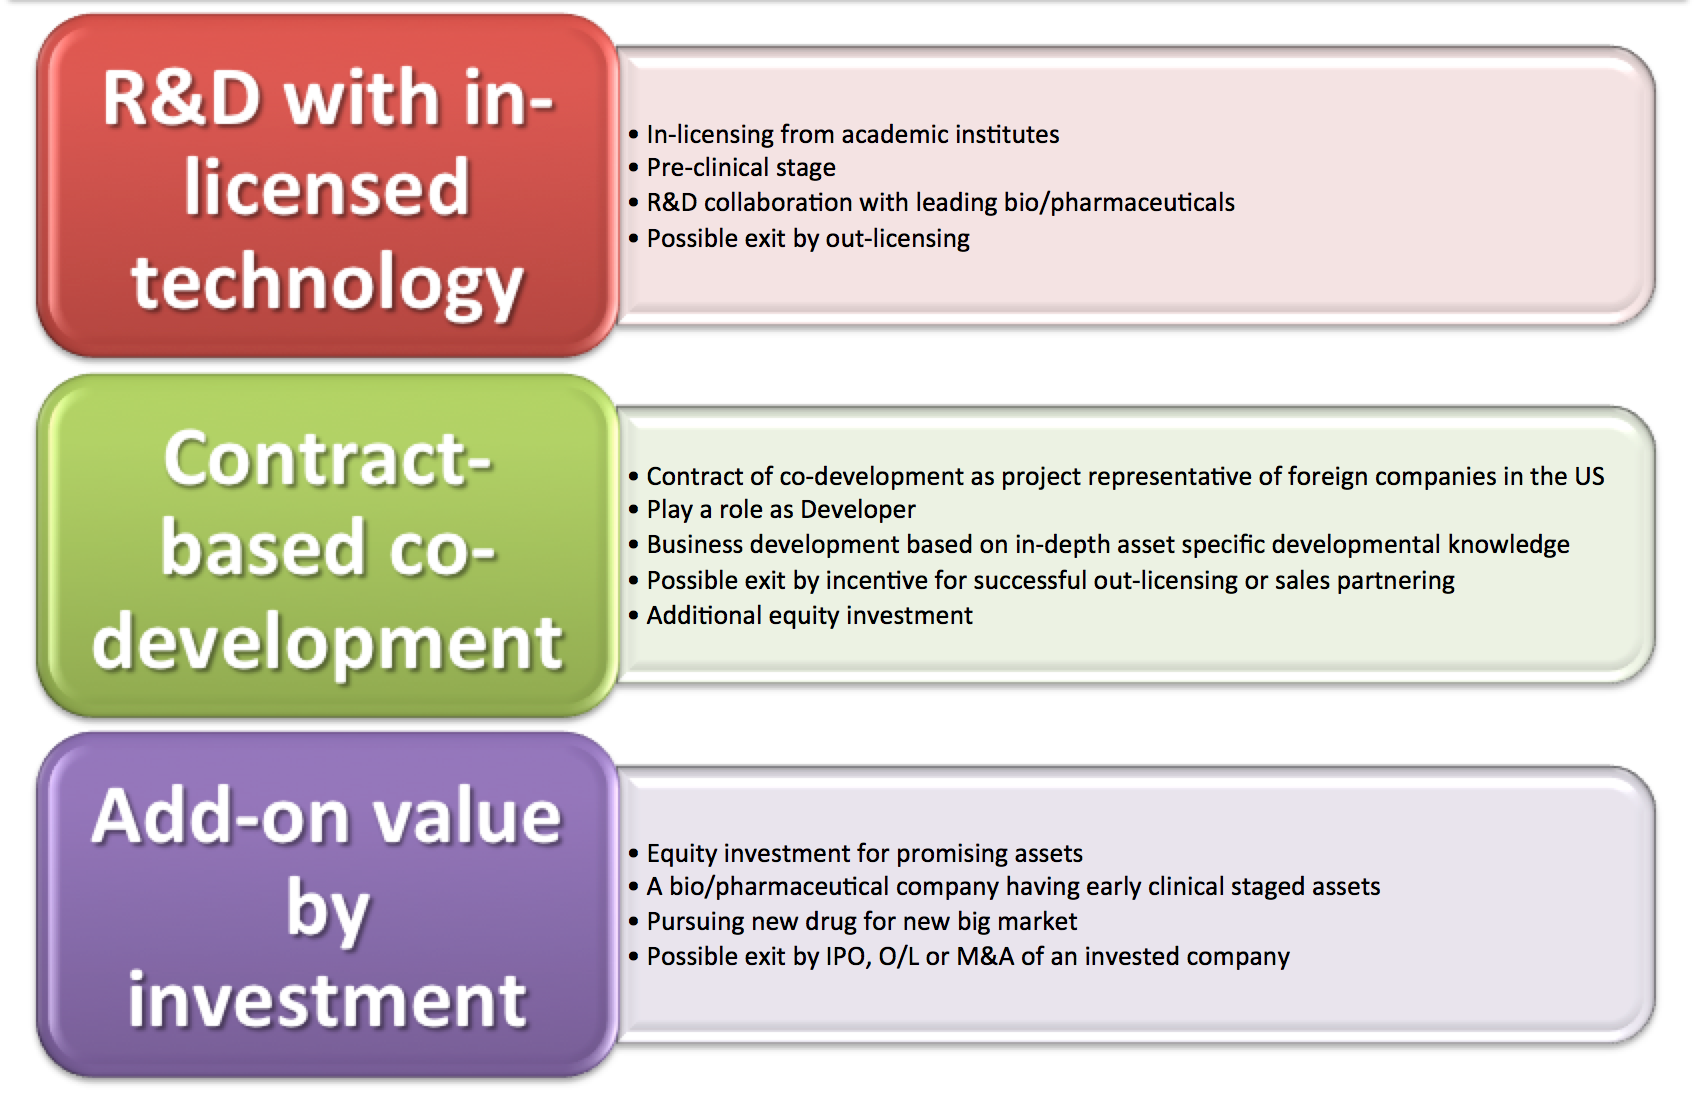 R&D with in-
licensed
technology
• In-licensing from academic institutes
• Pre-clinical stage
• R&D collaboration with leading bio/pharmaceuticals
• Possible exit by out-licensing
Contract-
based co-
development
• Contract of co-development as project representative of foreign companies in the US
• Play a role as Developer
• Business development based on in-depth asset specific developmental knowledge
• Possible exit by incentive for successful out-licensing or sales partnering
• Additional equity investment
Add-on value
by
investment
• Equity investment for promising assets
• A bio/pharmaceutical company having early clinical staged assets
• Pursuing new drug for new big market
• Possible exit by IPO, O/L or M&A of an invested company